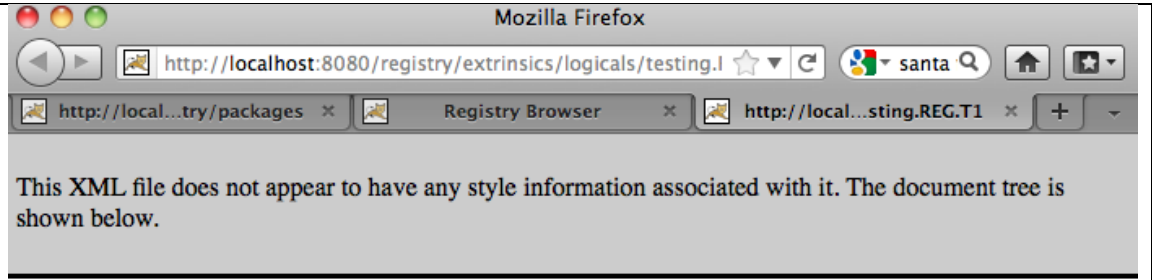 Mozilla Firefox
http://localhost:8080/registry/extrinsics/logicals/testing.l
santa
http://local...try/packages
Registry Browser
http://local...sting.REG.T1
This XML file does not appear to have any style information associated with it. The document tree is
shown below.